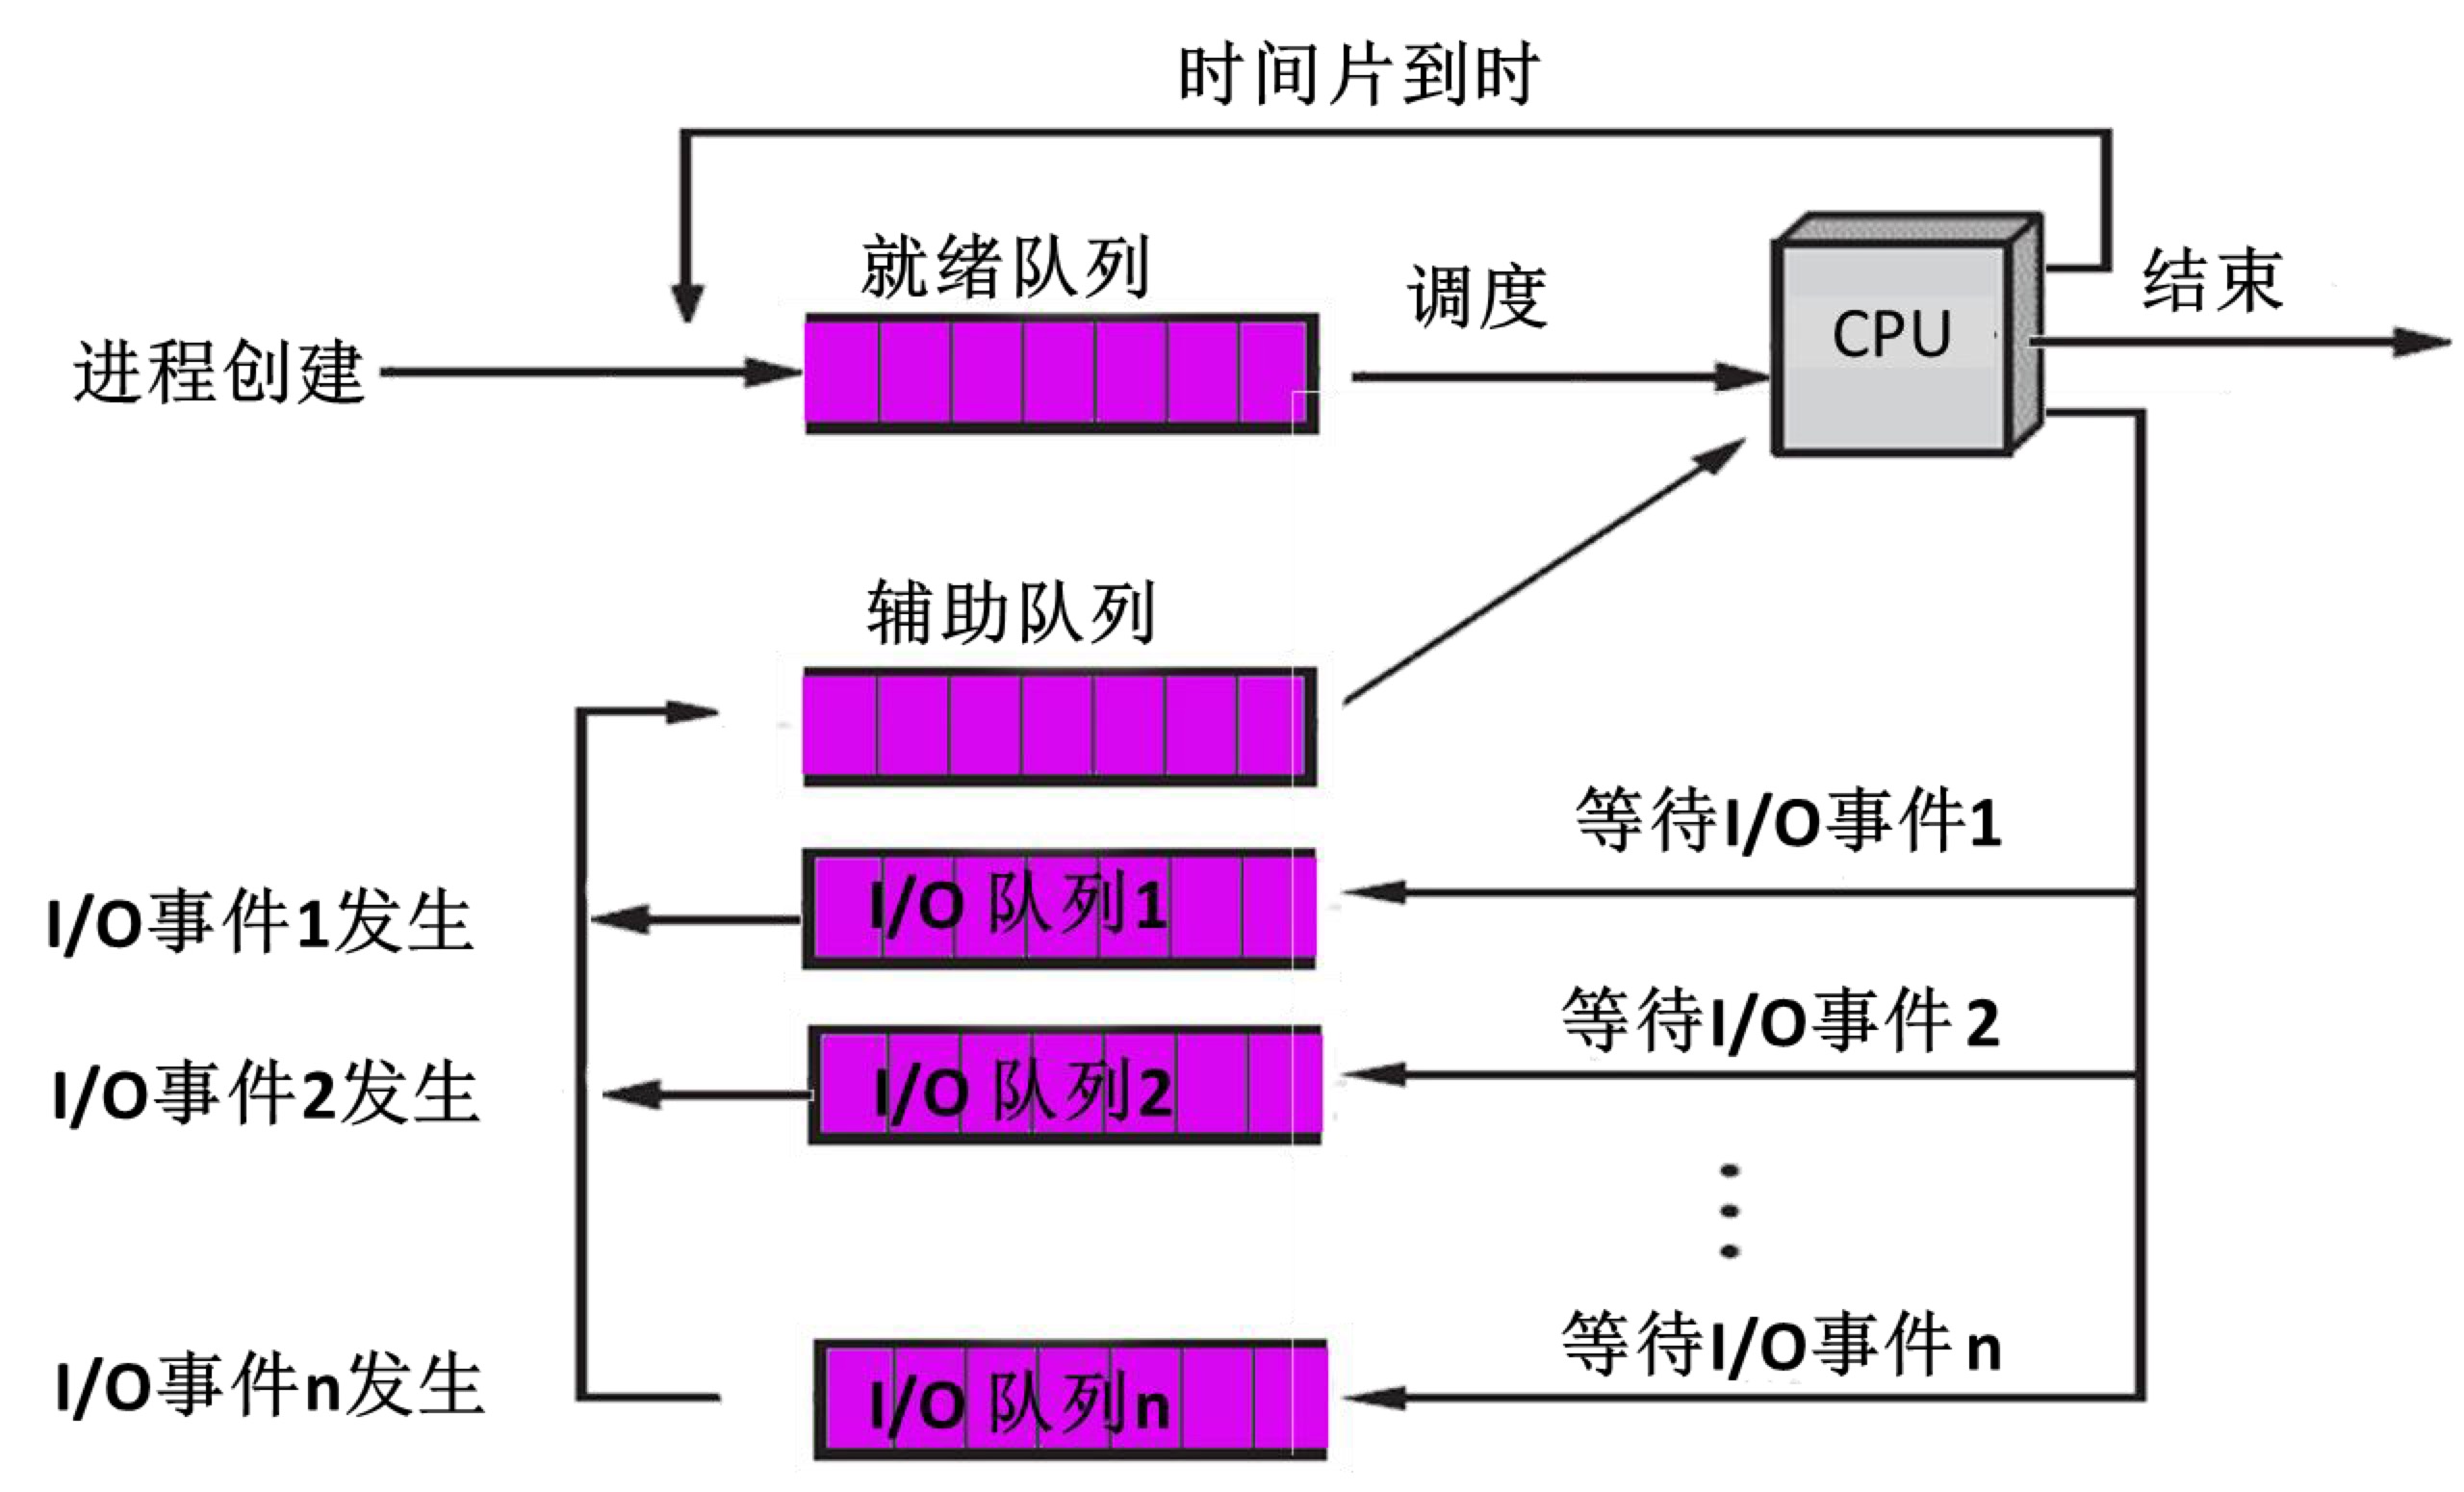 时间片到时
就绪队列
调度
CPU
结束
进程创建
辅助队列
等待I/O事件1
I/O 队列1
I/O事件1发生
等待I/O事件2
I/O 队列2
I/O事件2发生
等待I/O事件n
I/O 队列n
I/O事件n发生